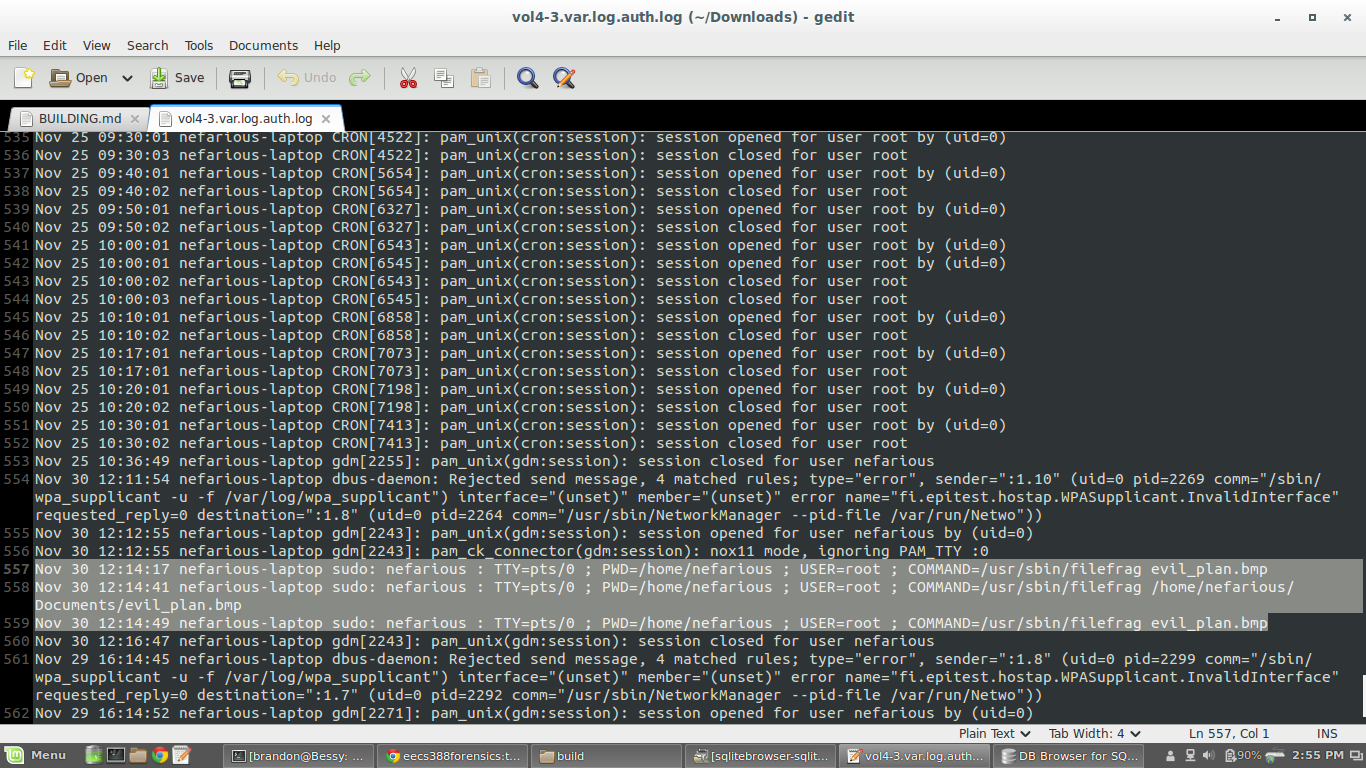 vol4-3.var.log.auth.log (~/Downloads) - gedit
File Edit View Search Tools Documents Help
Open Save Undo
BUILDING.md vol4-3.var.log.auth.log
535 Nov 25 09:30:01 nefarious-laptop CRON[4522]: pam_unix(cron:session): session opened for user root by (uid=0)
536 Nov 25 09:30:03 nefarious-laptop CRON[4522]: pam_unix(cron:session): session closed for user root
537 Nov 25 09:40:01 nefarious-laptop CRON[5654]: pam_unix(cron:session): session opened for user root by (uid=0)
538 Nov 25 09:40:02 nefarious-laptop CRON[5654]: pam_unix(cron:session): session closed for user root
539 Nov 25 09:50:01 nefarious-laptop CRON[6327]: pam_unix(cron:session): session opened for user root by (uid=0)
540 Nov 25 09:50:02 nefarious-laptop CRON[6327]: pam_unix(cron:session): session closed for user root
541 Nov 25 10:00:01 nefarious-laptop CRON[6543]: pam_unix(cron:session): session opened for user root by (uid=0)
542 Nov 25 10:00:01 nefarious-laptop CRON[6545]: pam_unix(cron:session): session opened for user root by (uid=0)
543 Nov 25 10:00:02 nefarious-laptop CRON[6543]: pam_unix(cron:session): session closed for user root
544 Nov 25 10:00:03 nefarious-laptop CRON[6545]: pam_unix(cron:session): session closed for user root
545 Nov 25 10:10:01 nefarious-laptop CRON[6858]: pam_unix(cron:session): session opened for user root by (uid=0)
546 Nov 25 10:10:02 nefarious-laptop CRON[6858]: pam_unix(cron:session): session closed for user root
547 Nov 25 10:17:01 nefarious-laptop CRON[7073]: pam_unix(cron:session): session opened for user root by (uid=0)
548 Nov 25 10:17:01 nefarious-laptop CRON[7073]: pam_unix(cron:session): session closed for user root
549 Nov 25 10:20:01 nefarious-laptop CRON[7198]: pam_unix(cron:session): session opened for user root by (uid=0)
550 Nov 25 10:20:02 nefarious-laptop CRON[7198]: pam_unix(cron:session): session closed for user root
551 Nov 25 10:30:01 nefarious-laptop CRON[7413]: pam_unix(cron:session): session opened for user root by (uid=0)
552 Nov 25 10:30:02 nefarious-laptop CRON[7413]: pam_unix(cron:session): session closed for user root
553 Nov 25 10:36:49 nefarious-laptop gdm[2255]: pam_unix(gdm:session): session closed for user nefarious
554 Nov 30 12:11:54 nefarious-laptop dbus-daemon: Rejected send message, 4 matched rules; type="error", sender=":1.10" (uid=0 pid=2269 comm="/sbin/
wpa_supplicant -u -f /var/log/wpa_supplicant") interface="(unset)" member="(unset)" error name="fi.epitest.hostap.WPASupplicant.InvalidInterface"
requested_reply=0 destination=":1.8" (uid=0 pid=2264 comm="/usr/sbin/NetworkManager --pid-file /var/run/Netwo"))
555 Nov 30 12:12:55 nefarious-laptop gdm[2243]: pam_unix(gdm:session): session opened for user nefarious by (uid=0)
556 Nov 30 12:12:55 nefarious-laptop gdm[2243]: pam_ck_connector(gdm:session): nox11 mode, ignoring PAM_TTY :0
557 Nov 30 12:14:17 nefarious-laptop sudo: nefarious : TTY=pts/0 ; PWD=/home/nefarious ; USER=root ; COMMAND=/usr/sbin/filefrag evil_plan.bmp
558 Nov 30 12:14:41 nefarious-laptop sudo: nefarious : TTY=pts/0 ; PWD=/home/nefarious ; USER=root ; COMMAND=/usr/sbin/filefrag /home/nefarious/
Documents/evil_plan.bmp
559 Nov 30 12:14:49 nefarious-laptop sudo: nefarious : TTY=pts/0 ; PWD=/home/nefarious ; USER=root ; COMMAND=/usr/sbin/filefrag evil_plan.bmp
560 Nov 30 12:16:47 nefarious-laptop gdm[2243]: pam_unix(gdm:session): session closed for user nefarious
561 Nov 29 16:14:45 nefarious-laptop dbus-daemon: Rejected send message, 4 matched rules; type="error", sender=":1.8" (uid=0 pid=2299 comm="/sbin/
wpa_supplicant -u -f /var/log/wpa_supplicant") interface="(unset)" member="(unset)" error name="fi.epitest.hostap.WPASupplicant.InvalidInterface"
requested_reply=0 destination=":1.7" (uid=0 pid=2292 comm="/usr/sbin/NetworkManager --pid-file /var/run/Netwo"))
562 Nov 29 16:14:52 nefarious-laptop gdm[2271]: pam_unix(gdm:session): session opened for user nefarious by (uid=0)
Plain Text Tab Width: 4 Ln 557, Col 1 INS
Menu [brandon@Bessy: ... eecs388forensics:t... build [sqlitebrowser-sqlit... vol4-3.var.log.auth... DB Browser for SQ... 90% 2:55 PM